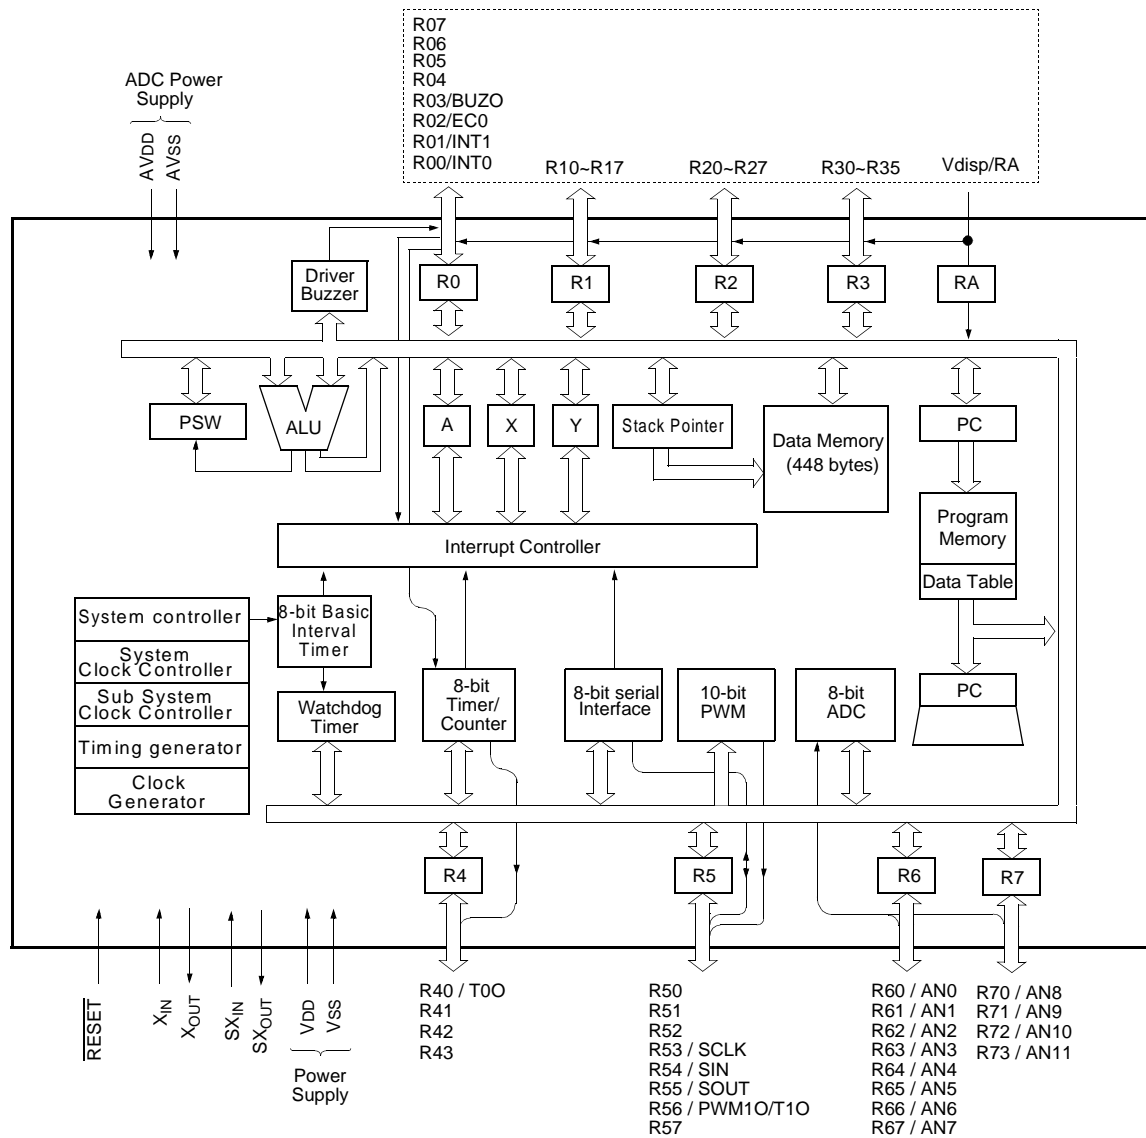 R07
R06
R05
R04
R03/BUZO
R02/EC0
R01/INT1
R00/INT0
R10~R17
R20~R27
R30~R35
Vdisp/RA
ADC Power
Supply
AVDD
AVSS
Driver
Buzzer
R0
R1
R2
R3
RA
PSW
ALU
A
X
Y
Stack Pointer
Data Memory
(448 bytes)
PC
Program
Memory
Data Table
PC
Interrupt Controller
System controller
System
Clock Controller
Sub System
Clock Controller
Timing generator
Clock
Generator
8-bit Basic
Interval
Timer
Watchdog
Timer
8-bit
Timer/
Counter
8-bit serial
Interface
10-bit
PWM
8-bit
ADC
R4
R5
R6
R7
RESET
XIN
XOUT
SXIN
SXOUT
VDD
VSS
Power
Supply
R40 / T0O
R41
R42
R43
R50
R51
R52
R53 / SCLK
R54 / SIN
R55 / SOUT
R56 / PWM1O/T1O
R57
R60 / AN0
R61 / AN1
R62 / AN2
R63 / AN3
R64 / AN4
R65 / AN5
R66 / AN6
R67 / AN7
R70 / AN8
R71 / AN9
R72 / AN10
R73 / AN11